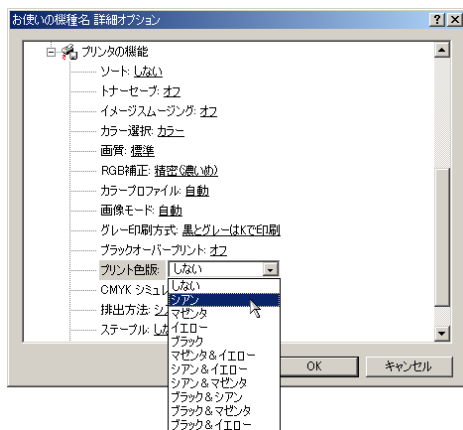 お使いの機種名 詳細オプション
プリンタの機能
ソート: しない
トナーセーブ: オフ
イメージスムージング: オフ
カラー選択: カラー
画質: 標準
RGB補正: 精密(濃いめ)
カラープロファイル: 自動
画像モード: 自動
グレー印刷方式: 黒とグレーはKで印刷
ブラックオーバープリント: オフ
プリント色版: しない
しない
CMYK シミュレ
シアン
マゼンタ
排出方法:
イエロー
ステープル:
ブラック
マゼンタ&イエロー
シアン&イエロー
シアン&マゼンタ
ブラック&シアン
ブラック&マゼンタ
ブラック&イエロー
OK
キャンセル